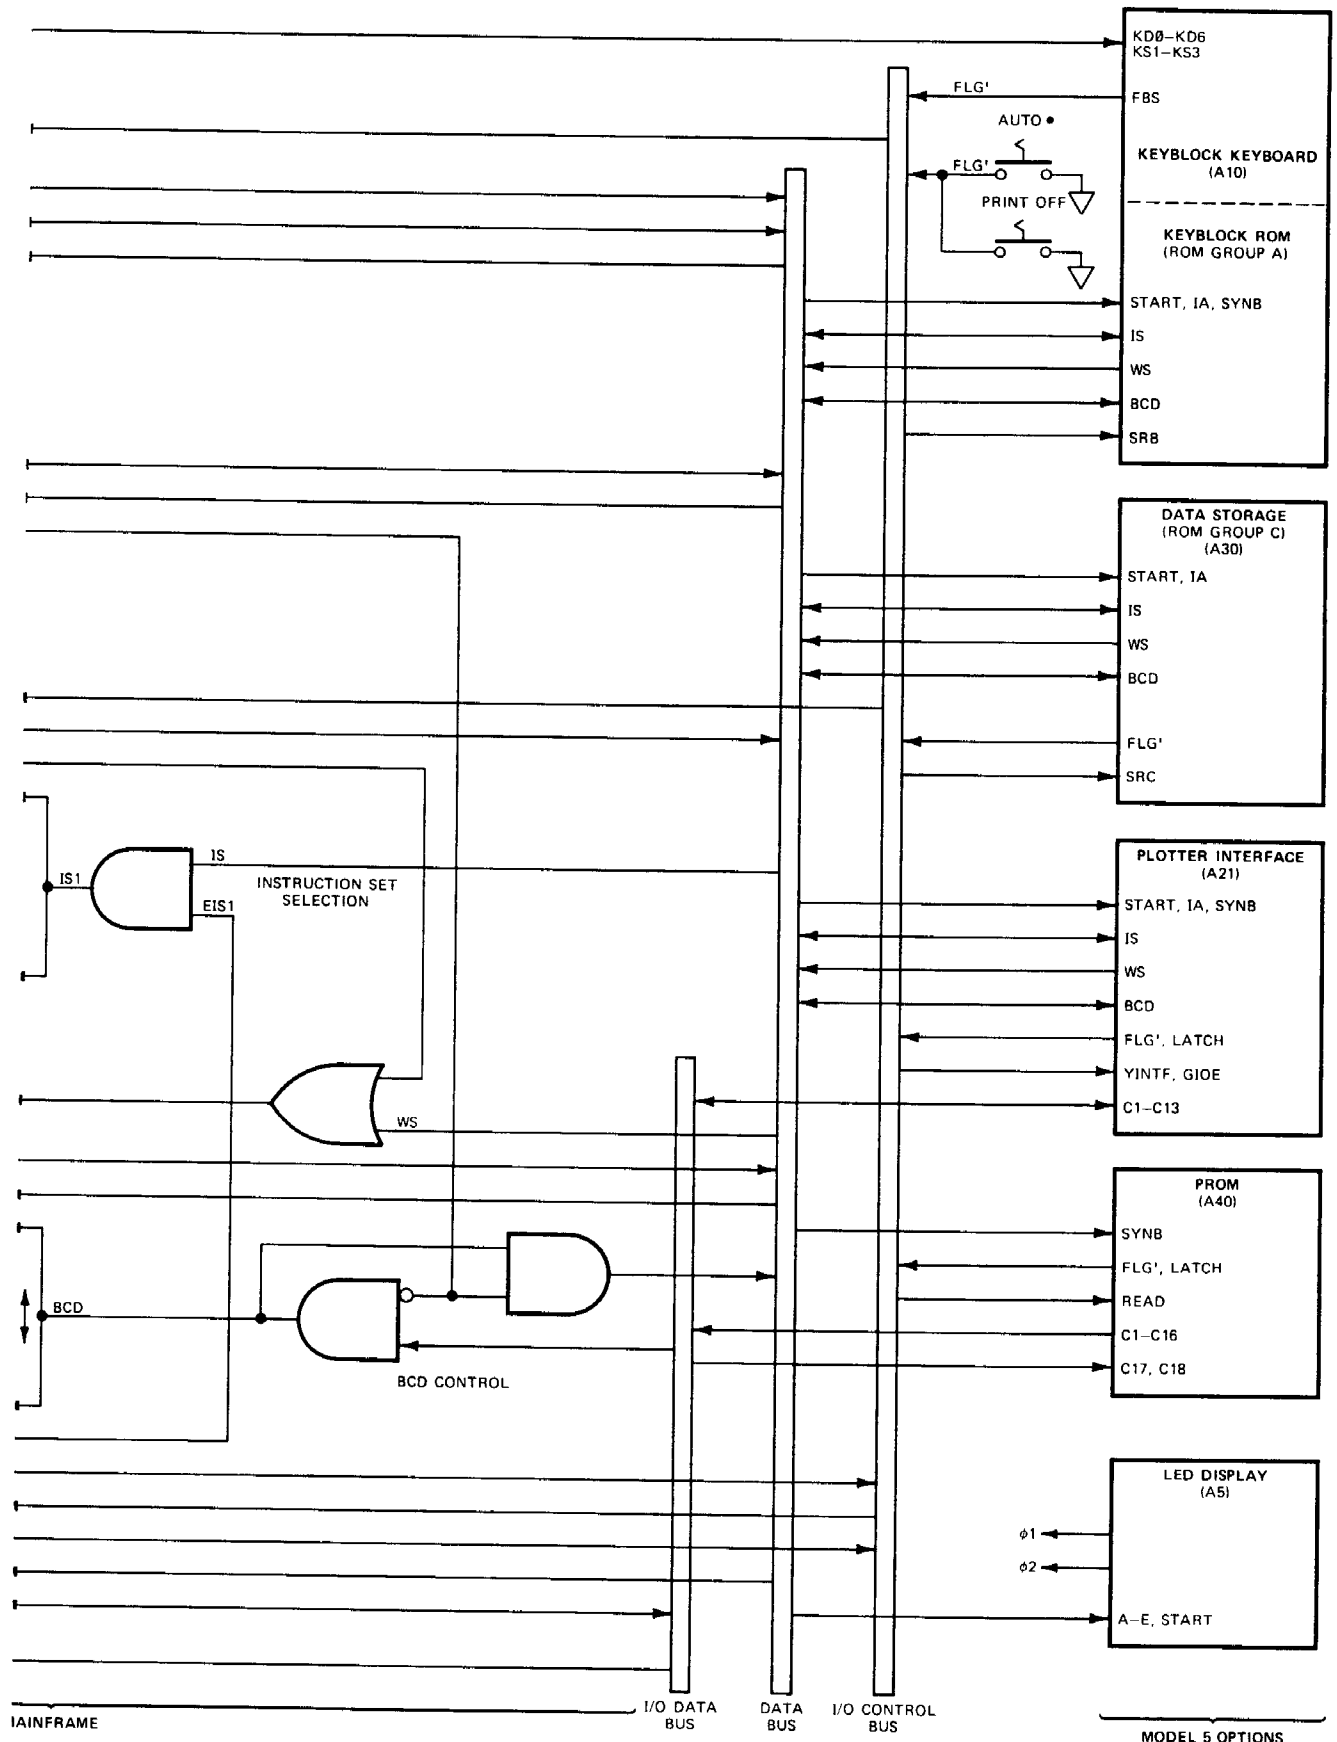 KDØ–KD6
KS1–KS3
FLG'
FBS
AUTO •
KEYBLOCK KEYBOARD
(A10)
FLG'
PRINT OFF
KEYBLOCK ROM
(ROM GROUP A)
START, IA, SYNB
IS
WS
BCD
SRB
DATA STORAGE
(ROM GROUP C)
(A30)
START, IA
IS
WS
BCD
FLG'
SRC
IS
IS1
INSTRUCTION SET
SELECTION
EIS1
PLOTTER INTERFACE
(A21)
START, IA, SYNB
IS
WS
BCD
FLG', LATCH
YINTF, GIOE
C1–C13
WS
PROM
(A40)
SYNB
FLG', LATCH
READ
C1–C16
C17, C18
BCD
BCD CONTROL
LED DISPLAY
(A5)
ϕ1
ϕ2
A–E, START
IAINFRAME
I/O DATA
BUS
DATA
BUS
I/O CONTROL
BUS
MODEL 5 OPTIONS